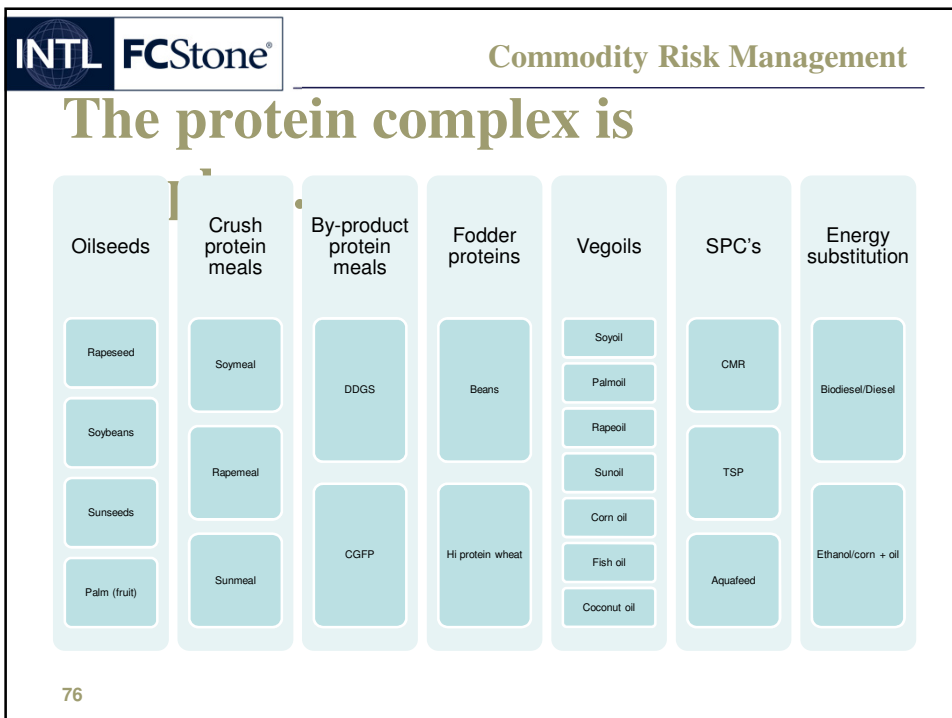 INTL FCStone®
Commodity Risk Management
The protein complex is
Oilseeds
Rapeseed
Soybeans
Sunseeds
Palm (fruit)
Crush
protein
meals
Soymeal
Rapemeal
Sunmeal
By-product
protein
meals
DDGS
CGFP
Fodder
proteins
Beans
Hi protein wheat
Vegoils
Soyoil
Palmoil
Rapeoil
Sunoil
Corn oil
Fish oil
Coconut oil
SPC's
CMR
TSP
Aquafeed
Energy
substitution
Biodiesel/Diesel
Ethanol/corn + oil
76